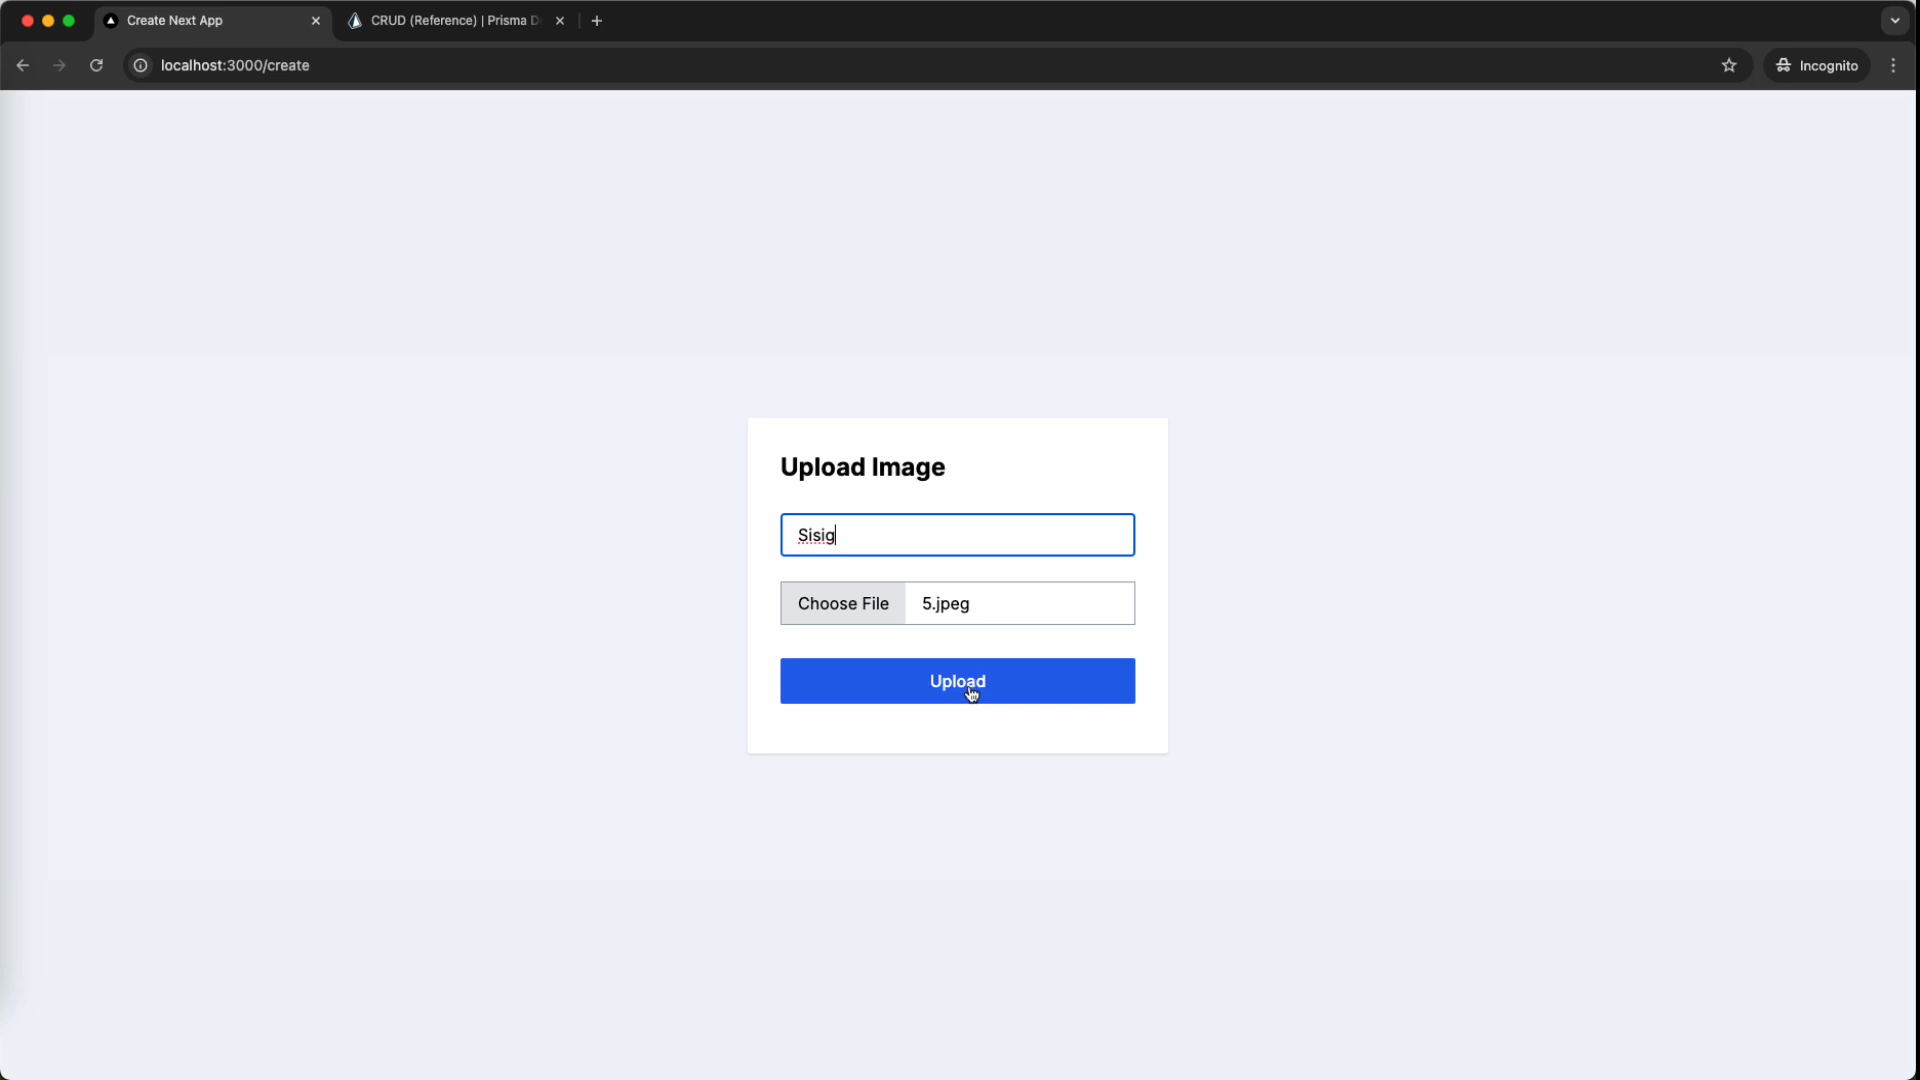 Create Next App
CRUD (Reference) | Prisma D
localhost:3000/create
Incognito
Upload Image
Sisig
Choose File 5.jpeg
Upload